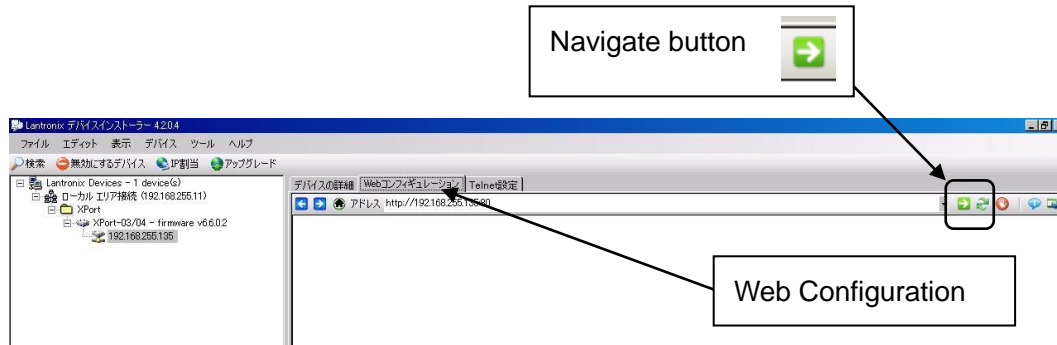 Navigate button
Lantronix デバイスインストーラー 4.2.0.4
ファイル エディット 表示 デバイス ツール ヘルプ
検索 無効にするデバイス IP割当 アップグレード
Lantronix Devices - 1 device(s)
ローカル エリア接続 (192.168.255.11)
XPort
XPort-03/04 - firmware v6.6.0.2
192.168.255.135
デバイスの詳細 Webコンフィギュレーション Telnet設定
アドレス http://192.168.255.135:80
Web Configuration